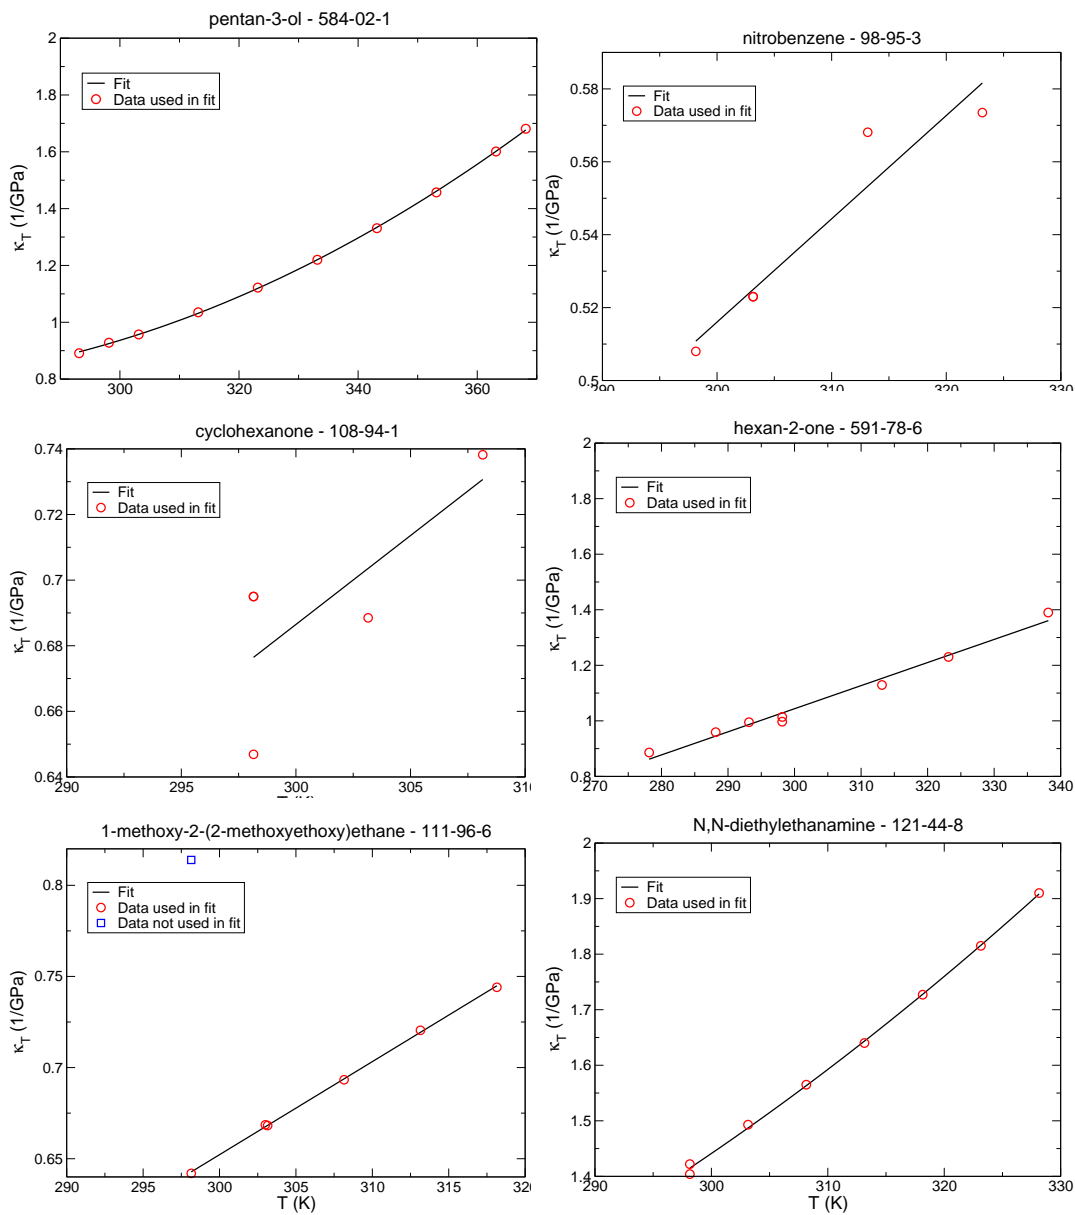 pentan-3-ol - 584-02-1
2
1.8
1.6
1.4
1.2
1
0.8
κT (1/GPa)
Fit
Data used in fit
300
320
340
360
nitrobenzene - 98-95-3
0.58
0.56
0.54
0.52
0.5
κT (1/GPa)
Fit
Data used in fit
290
300
310
320
330
cyclohexanone - 108-94-1
0.74
0.72
0.7
0.68
0.66
0.64
κT (1/GPa)
Fit
Data used in fit
290
295
300
305
310
hexan-2-one - 591-78-6
2
1.8
1.6
1.4
1.2
1
0.8
κT (1/GPa)
Fit
Data used in fit
270
280
290
300
310
320
330
340
1-methoxy-2-(2-methoxyethoxy)ethane - 111-96-6
0.8
0.75
0.7
0.65
κT (1/GPa)
Fit
Data used in fit
Data not used in fit
290
295
300
305
310
315
320
T (K)
N,N-diethylethanamine - 121-44-8
2
1.9
1.8
1.7
1.6
1.5
1.4
κT (1/GPa)
Fit
Data used in fit
290
300
310
320
330
T (K)